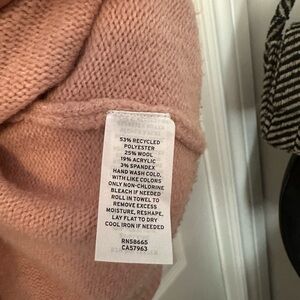 53% RECYCLED
POLYESTER
25% WOOL
19% ACRYLIC
3% SPANDEX
HAND WASH COLD,
WITH LIKE COLORS
ONLY NON-CHLORINE
BLEACH IF NEEDED
ROLL IN TOWEL TO
REMOVE EXCESS
MOISTURE, RESHAPE,
LAY FLAT TO DRY
COOL IRON IF NEEDED
RN58665
CA57963